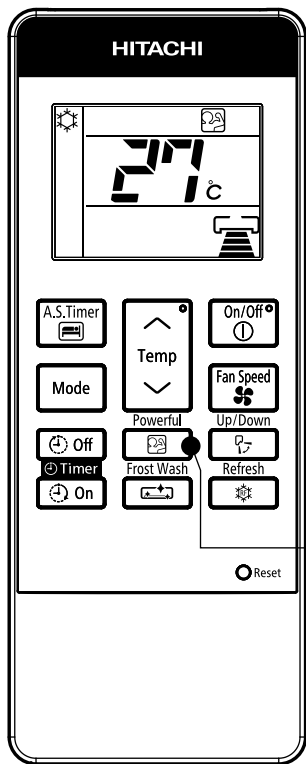 HITACHI
27°C
A.S.Timer
Temp
On/Off
Mode
Fan Speed
Powerful
Up/Down
Off
Timer
Frost Wash
Refresh
On
Reset